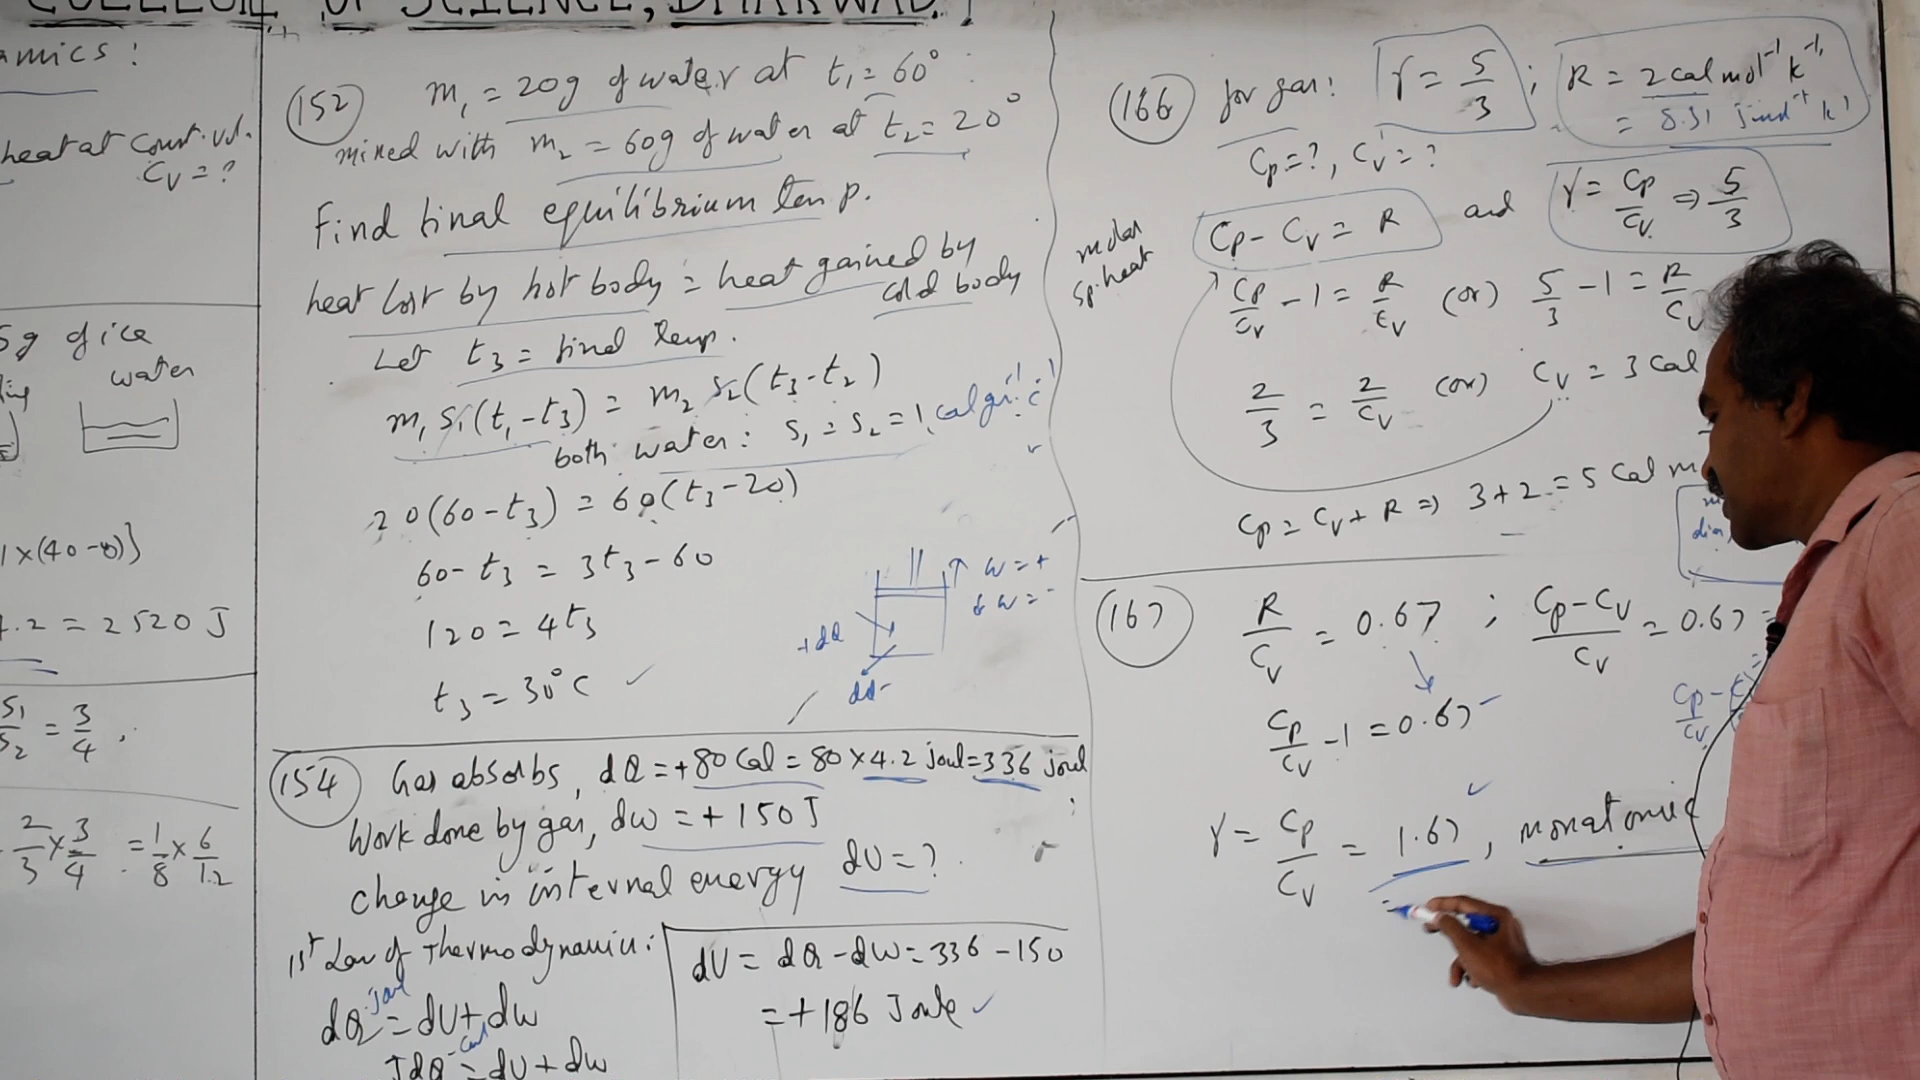 COLLEGE OF SCIENCE, DHARWAD.
amics:
heat at const. vol.
Cv = ?
5g of ice
water
1×(40-0)}
4.2 = 2520 J
S1/S2 = 3/4,
2/3 × 3/4 = 1/8 × 6/1.2
(152) m₁ = 20g of water at t₁ = 60°
mixed with m₂ = 60g of water at t₂ = 20°
Find final equilibrium temp.
heat lost by hot body = heat gained by
cold body
Let t₃ = final temp.
m₁ s₁(t₁-t₃) = m₂ s₂(t₃-t₂)
both water: s₁ = s₂ = 1 cal gm⁻¹ c⁻¹
20(60-t₃) = 60(t₃-20)
60-t₃ = 3t₃-60
120 = 4t₃
t₃ = 30°C ✓
w = +
w = -
+dQ
(154) Gas absorbs, dQ = +80 Cal = 80 × 4.2 joul = 336 joul
Work done by gas, dw = +150 J
change in internal energy dU = ?
1st Law of Thermodynamics:
joul
dQ = dU + dw
cal
JdQ = dU + dw
dU = dQ - dW = 336 - 150
= +186 Joule ✓
(166) for gas: γ = 5/3 ; R = 2 cal mol⁻¹ k⁻¹
= 8.31 j mol⁻¹ k⁻¹
Cp = ?, Cv = ?
molar
sp. heat
Cp - Cv = R and γ = Cp/Cv ⇒ 5/3
Cp/Cv - 1 = R/Cv (or) 5/3 - 1 = R/Cv
2/3 = 2/Cv (or) Cv = 3 cal
Cp = Cv + R ⇒ 3 + 2 = 5 Cal m
(167) R/Cv = 0.67 ; Cp-Cv/Cv = 0.67 =
Cp/Cv - 1 = 0.67
γ = Cp/Cv = 1.67, monatomic